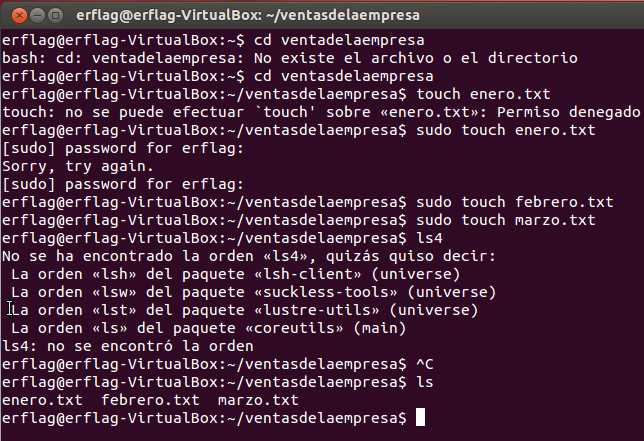 erflag@erflag-VirtualBox: ~/ventasdelaempresa
erflag@erflag-VirtualBox:~$ cd ventadelaempresa
bash: cd: ventadelaempresa: No existe el archivo o el directorio
erflag@erflag-VirtualBox:~$ cd ventasdelaempresa
erflag@erflag-VirtualBox:~/ventasdelaempresa$ touch enero.txt
touch: no se puede efectuar `touch' sobre «enero.txt»: Permiso denegado
erflag@erflag-VirtualBox:~/ventasdelaempresa$ sudo touch enero.txt
[sudo] password for erflag:
Sorry, try again.
[sudo] password for erflag:
erflag@erflag-VirtualBox:~/ventasdelaempresa$ sudo touch febrero.txt
erflag@erflag-VirtualBox:~/ventasdelaempresa$ sudo touch marzo.txt
erflag@erflag-VirtualBox:~/ventasdelaempresa$ ls4
No se ha encontrado la orden «ls4», quizás quiso decir:
La orden «lsh» del paquete «lsh-client» (universe)
La orden «lsw» del paquete «suckless-tools» (universe)
La orden «lst» del paquete «lustre-utils» (universe)
La orden «ls» del paquete «coreutils» (main)
ls4: no se encontró la orden
erflag@erflag-VirtualBox:~/ventasdelaempresa$ ^C
erflag@erflag-VirtualBox:~/ventasdelaempresa$ ls
enero.txt  febrero.txt  marzo.txt
erflag@erflag-VirtualBox:~/ventasdelaempresa$